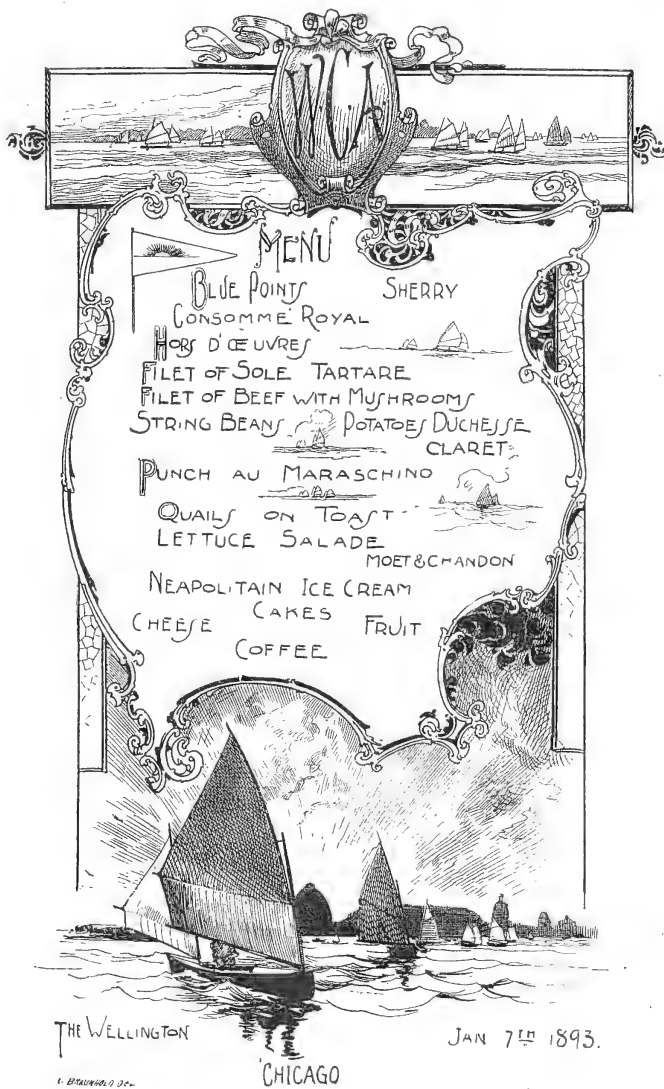 WCA
MENU
BLUE POINTS SHERRY
CONSOMMÉ ROYAL
HORS D'ŒUVRES
FILET OF SOLE TARTARE
FILET OF BEEF WITH MUSHROOMS
STRING BEANS POTATOES DUCHESSE
CLARET
PUNCH AU MARASCHINO
QUAILS ON TOAST
LETTUCE SALADE
MOET & CHANDON
NEAPOLITAIN ICE CREAM
CAKES
CHEESE FRUIT
COFFEE
THE WELLINGTON JAN 7TH 1893.
CHICAGO